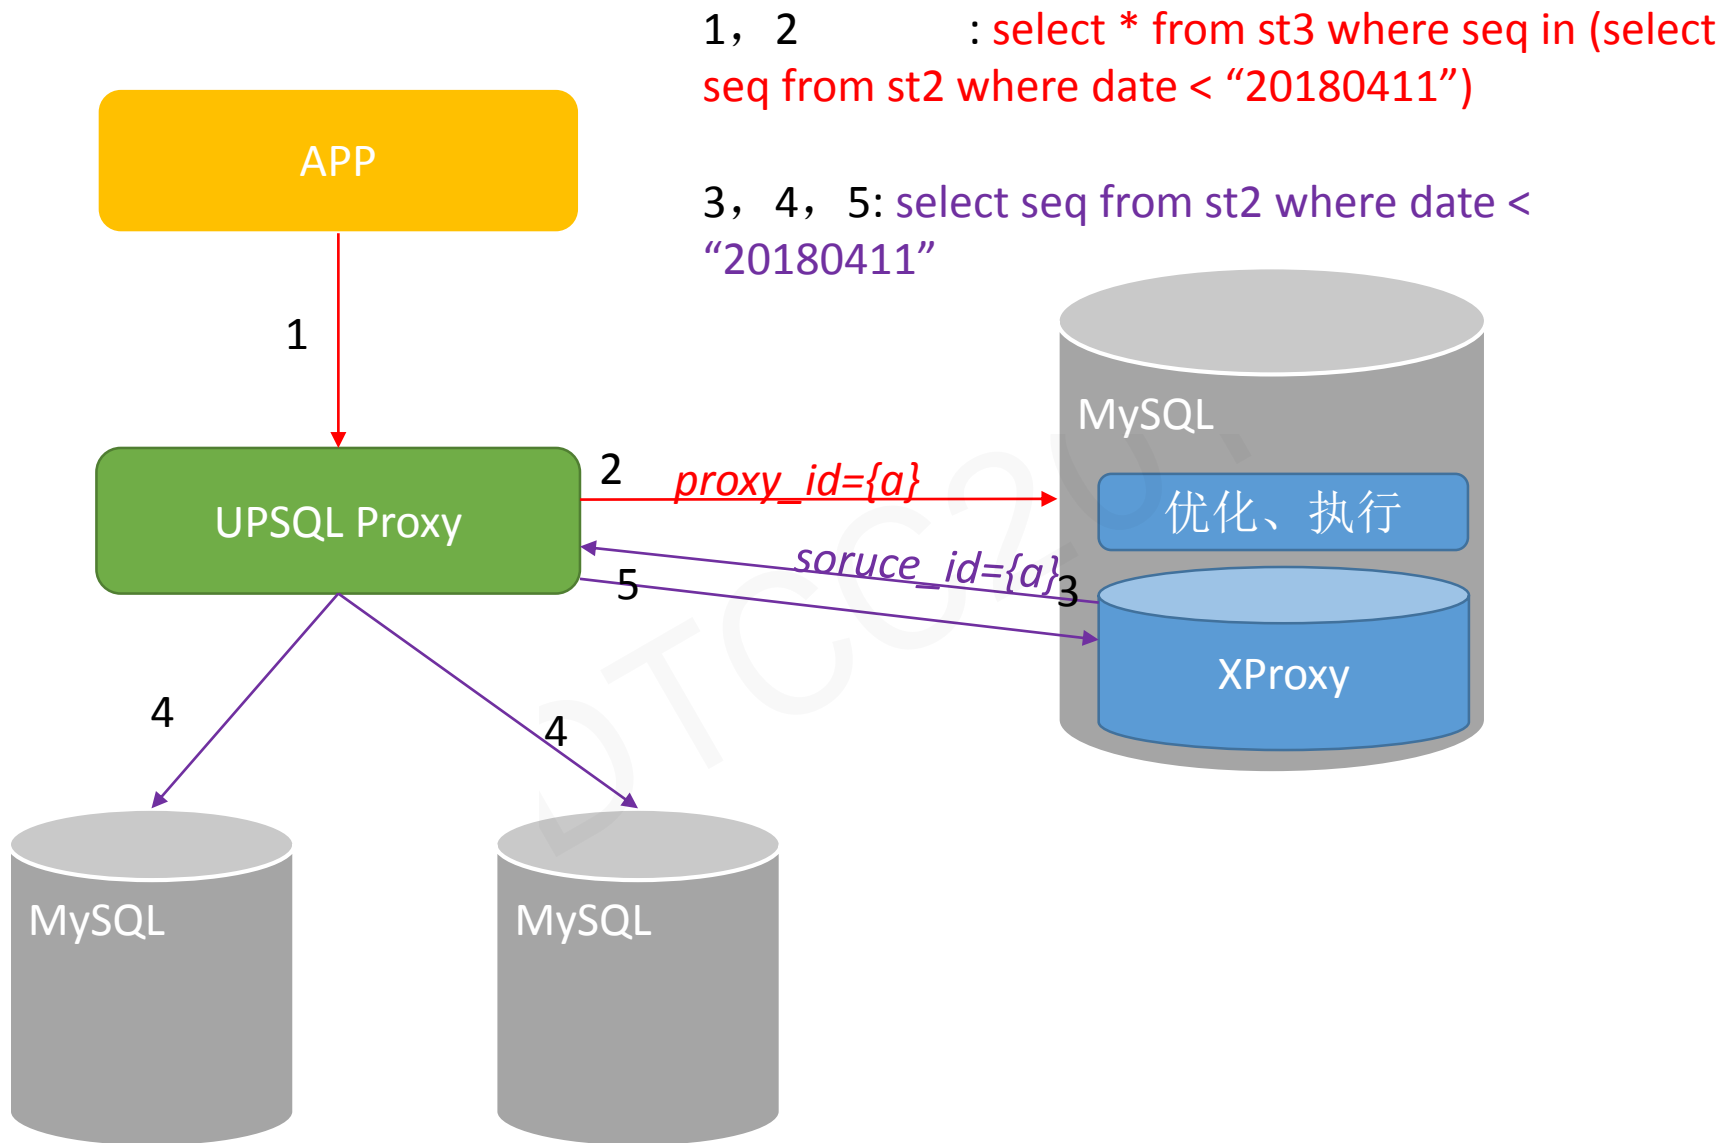 1，2 : select * from st3 where seq in (select
seq from st2 where date < “20180411”)
APP
3，4，5: select seq from st2 where date <
“20180411”
1
MySQL
2
proxy_id={a}
优化、执行
UPSQL Proxy
soruce_id={a}
5
3
XProxy
4
4
MySQL
MySQL